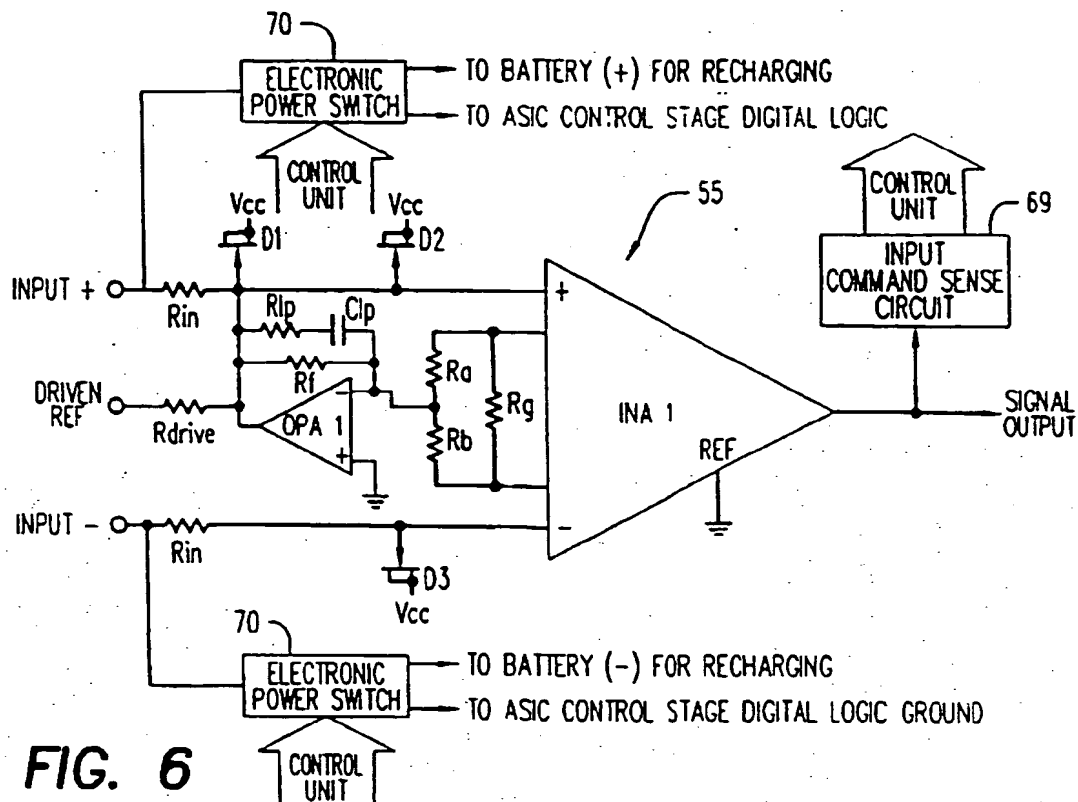 70
ELECTRONIC
POWER SWITCH
TO BATTERY (+) FOR RECHARGING
TO ASIC CONTROL STAGE DIGITAL LOGIC
CONTROL
UNIT
Vcc
D1
Vcc
D2
55
CONTROL
UNIT
69
INPUT
COMMAND SENSE
CIRCUIT
INPUT +
Rin
Rlp
Clp
Rf
DRIVEN
REF
Rdrive
OPA 1
-
+
Ra
Rb
Rg
+
-
INA 1
REF
SIGNAL
OUTPUT
INPUT -
Rin
D3
Vcc
70
ELECTRONIC
POWER SWITCH
TO BATTERY (-) FOR RECHARGING
TO ASIC CONTROL STAGE DIGITAL LOGIC GROUND
CONTROL
UNIT
FIG. 6